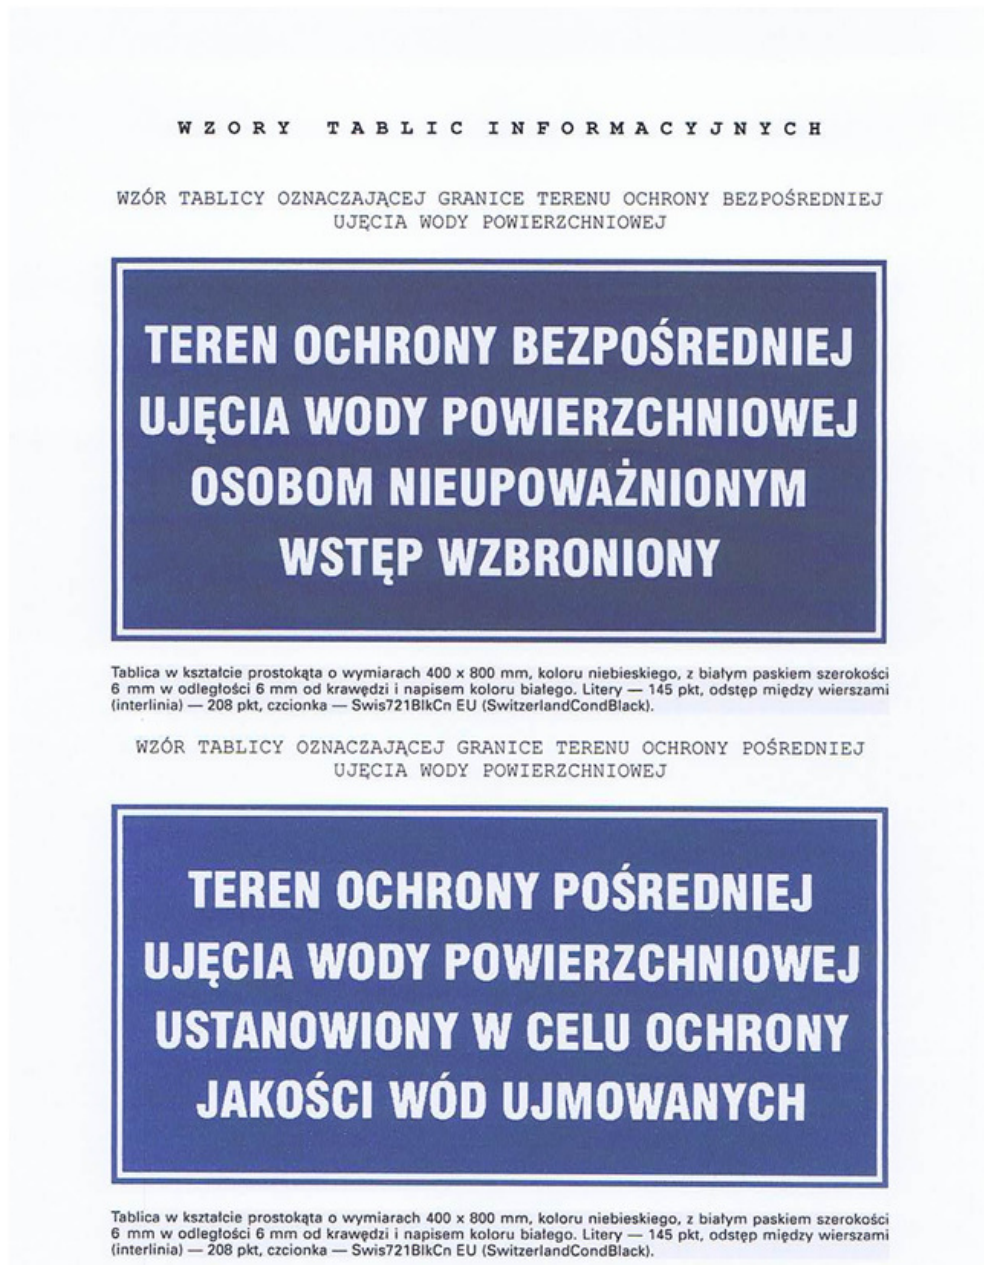 WZORY TABLIC INFORMACYJNYCH
WZÓR TABLICY OZNACZAJĄCEJ GRANICE TERENU OCHRONY BEZPOŚREDNIEJ
UJĘCIA WODY POWIERZCHNIOWEJ
TEREN OCHRONY BEZPOŚREDNIEJ
UJĘCIA WODY POWIERZCHNIOWEJ
OSOBOM NIEUPOWAŻNIONYM
WSTĘP WZBRONIONY
Tablica w kształcie prostokąta o wymiarach 400 x 800 mm, koloru niebieskiego, z białym paskiem szerokości
6 mm w odległości 6 mm od krawędzi i napisem koloru białego. Litery — 145 pkt, odstęp między wierszami
(interlinia) — 208 pkt, czcionka — Swis721BlkCn EU (SwitzerlandCondBlack).
WZÓR TABLICY OZNACZAJĄCEJ GRANICE TERENU OCHRONY POŚREDNIEJ
UJĘCIA WODY POWIERZCHNIOWEJ
TEREN OCHRONY POŚREDNIEJ
UJĘCIA WODY POWIERZCHNIOWEJ
USTANOWIONY W CELU OCHRONY
JAKOŚCI WÓD UJMOWANYCH
Tablica w kształcie prostokąta o wymiarach 400 x 800 mm, koloru niebieskiego, z białym paskiem szerokości
6 mm w odległości 6 mm od krawędzi i napisem koloru białego. Litery — 145 pkt, odstęp między wierszami
(interlinia) — 208 pkt, czcionka — Swis721BlkCn EU (SwitzerlandCondBlack).